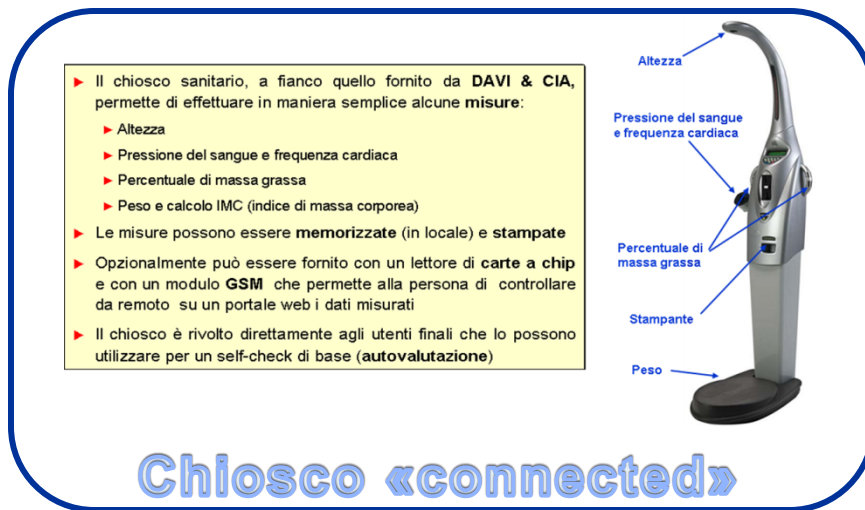 ► Il chiosco sanitario, a fianco quello fornito da DAVI & CIA,
permette di effettuare in maniera semplice alcune misure:
► Altezza
► Pressione del sangue e frequenza cardiaca
► Percentuale di massa grassa
► Peso e calcolo IMC (indice di massa corporea)
► Le misure possono essere memorizzate (in locale) e stampate
► Opzionalmente può essere fornito con un lettore di carte a chip
e con un modulo GSM che permette alla persona di controllare
da remoto su un portale web i dati misurati
► Il chiosco è rivolto direttamente agli utenti finali che lo possono
utilizzare per un self-check di base (autovalutazione)
Altezza
Pressione del sangue
e frequenza cardiaca
Percentuale di
massa grassa
Stampante
Peso
Chiosco «connected»